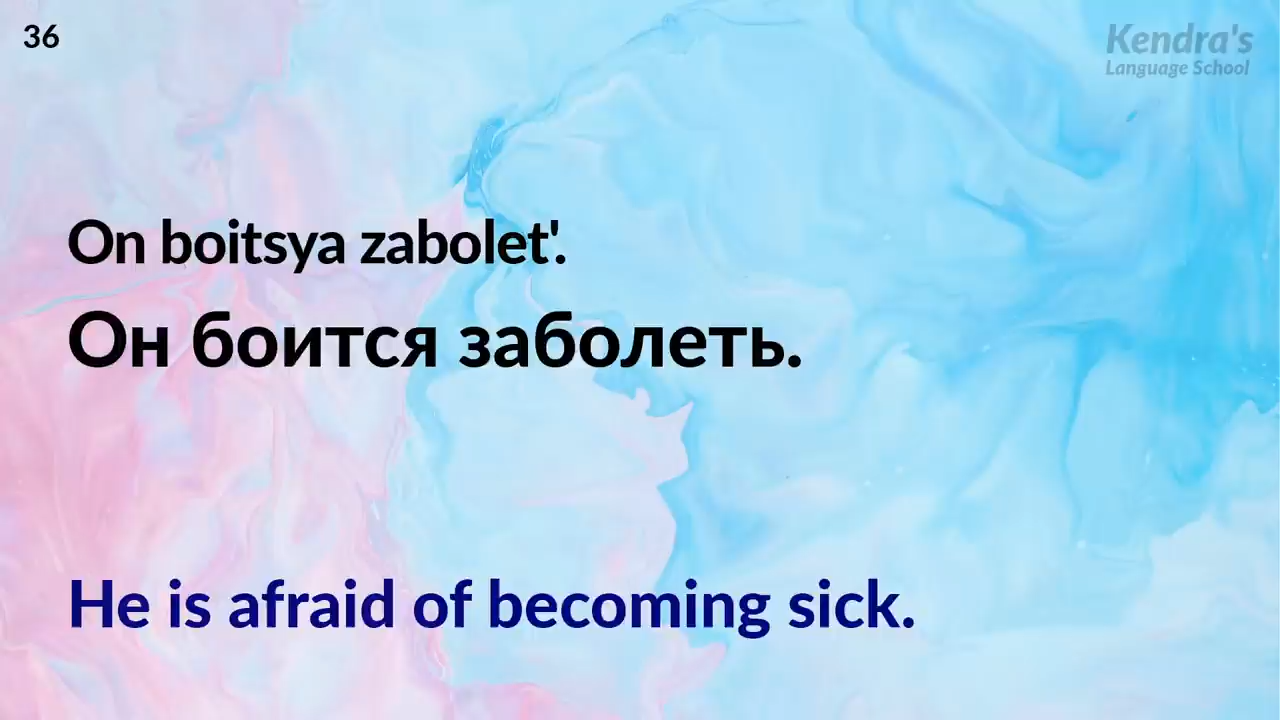 36
Kendra's
Language School
On boitsya zabolet'.
Он боится заболеть.
He is afraid of becoming sick.